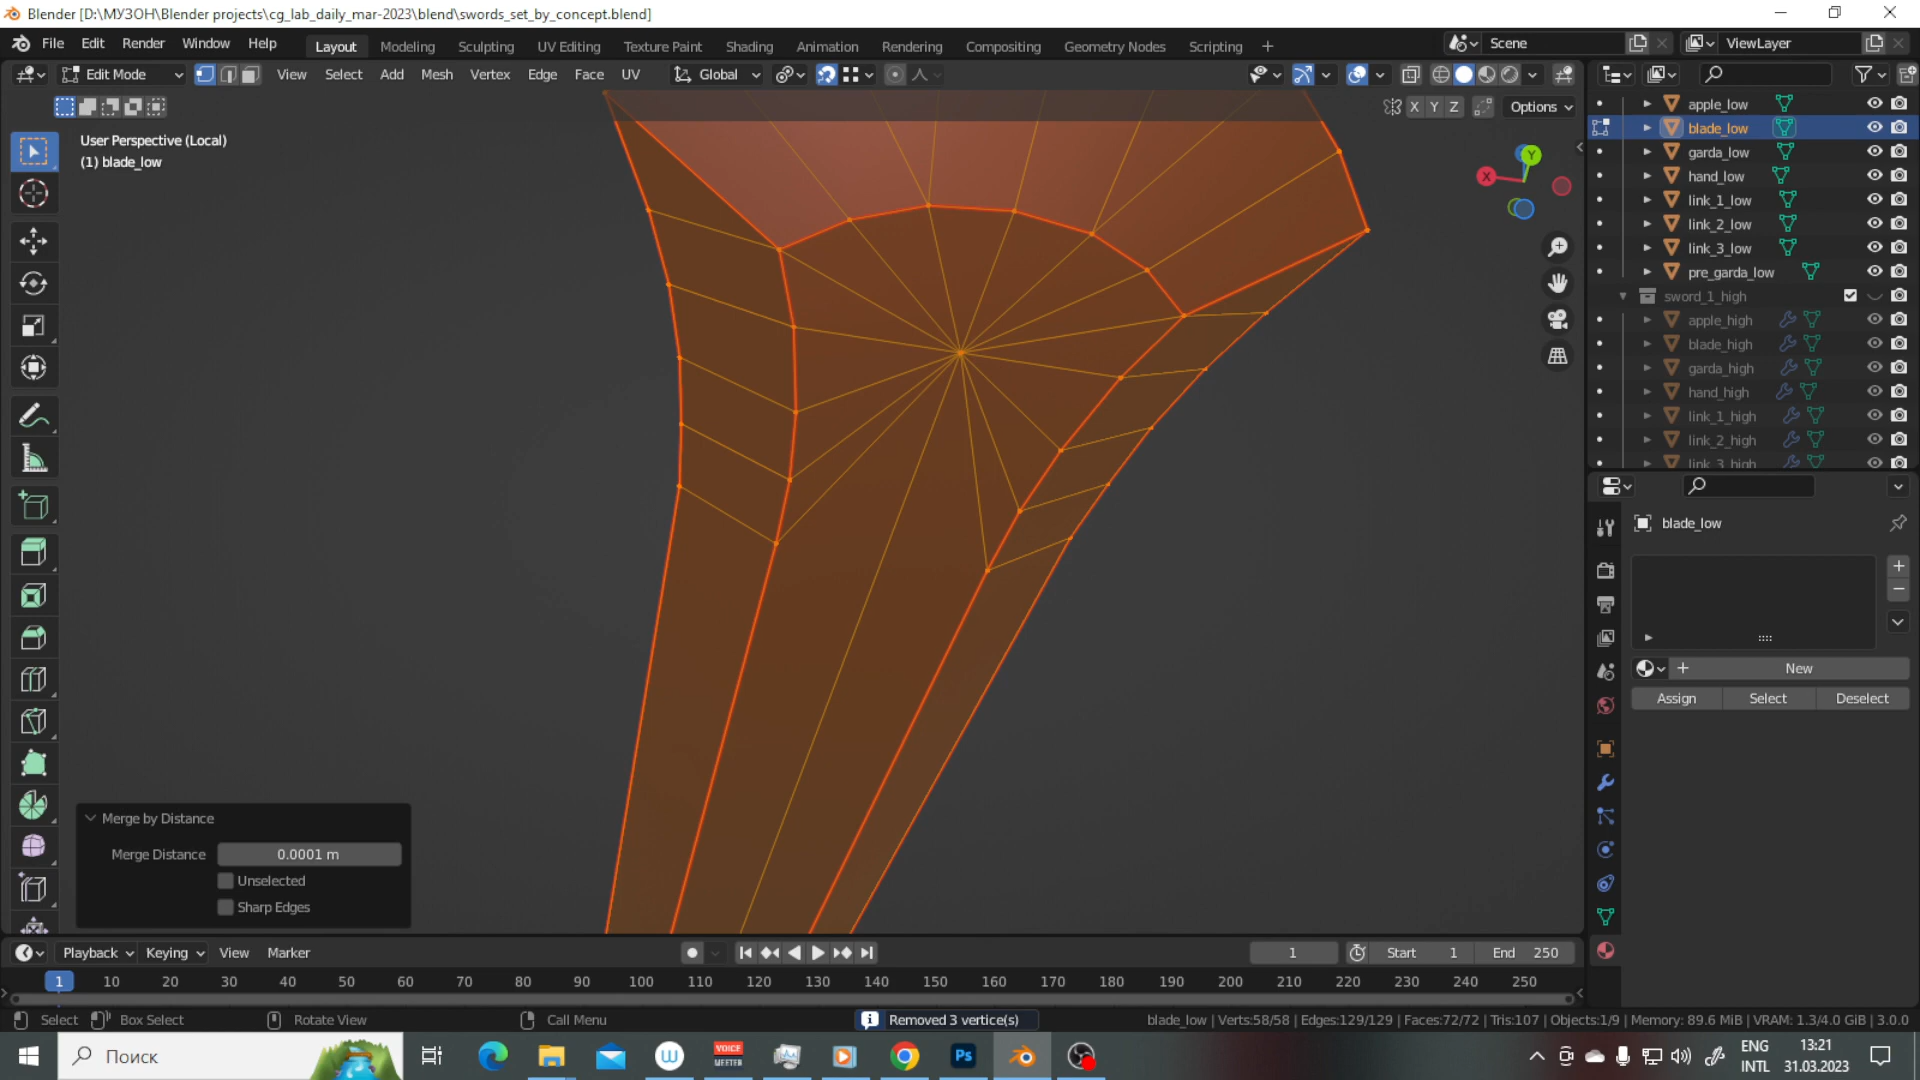 Blender [D:\МУЗОН\Blender projects\cg_lab_daily_mar-2023\blend\swords_set_by_concept.blend]
File Edit Render Window Help Layout Modeling Sculpting UV Editing Texture Paint Shading Animation Rendering Compositing Geometry Nodes Scripting + Scene ViewLayer
Edit Mode View Select Add Mesh Vertex Edge Face UV Global
X Y Z Options
User Perspective (Local)
(1) blade_low
Y
X
apple_low
blade_low
garda_low
hand_low
link_1_low
link_2_low
link_3_low
pre_garda_low
sword_1_high
apple_high
blade_high
garda_high
hand_high
link_1_high
link_2_high
link_3_high
blade_low
New
Assign Select Deselect
Merge by Distance
Merge Distance 0.0001 m
Unselected
Sharp Edges
Playback Keying View Marker 1 Start 1 End 250
1 10 20 30 40 50 60 70 80 90 100 110 120 130 140 150 160 170 180 190 200 210 220 230 240 250
Select Box Select Rotate View Call Menu Removed 3 vertice(s) blade_low | Verts:58/58 | Edges:129/129 | Faces:72/72 | Tris:107 | Objects:1/9 | Memory: 89.6 MiB | VRAM: 1.3/4.0 GiB | 3.0.0
Поиск
W
VOICE
MEETER
Ps
ENG
INTL
13:21
31.03.2023